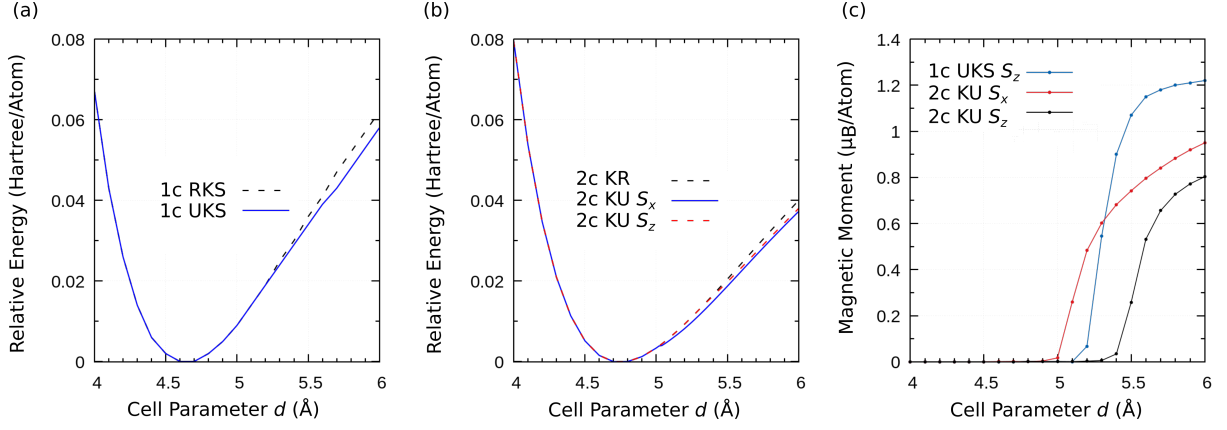 (a)
0.08
0.06
0.04
0.02
0
Relative Energy (Hartree/Atom)
1c RKS
1c UKS
4
4.5
5
5.5
6
Cell Parameter d (Å)
(b)
0.08
0.06
0.04
0.02
0
Relative Energy (Hartree/Atom)
2c KR
2c KU Sx
2c KU Sz
4
4.5
5
5.5
6
Cell Parameter d (Å)
(c)
1.4
1.2
1
0.8
0.6
0.4
0.2
0
Magnetic Moment (μB/Atom)
1c UKS Sz
2c KU Sx
2c KU Sz
4
4.5
5
5.5
6
Cell Parameter d (Å)